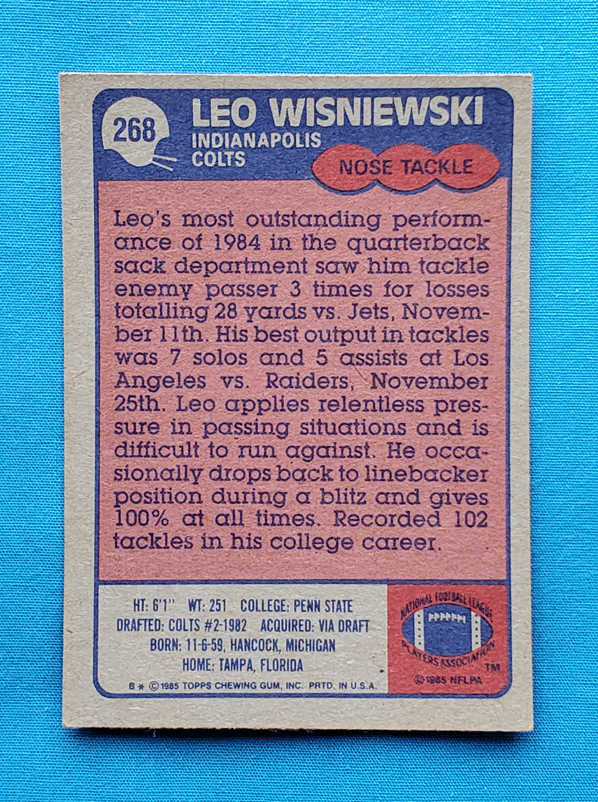 268
LEO WISNIEWSKI
INDIANAPOLIS
COLTS
NOSE TACKLE
Leo's most outstanding perform-
ance of 1984 in the quarterback
sack department saw him tackle
enemy passer 3 times for losses
totalling 28 yards vs. Jets, Novem-
ber 11th. His best output in tackles
was 7 solos and 5 assists at Los
Angeles vs. Raiders, November
25th. Leo applies relentless pres-
sure in passing situations and is
difficult to run against. He occa-
sionally drops back to linebacker
position during a blitz and gives
100% at all times. Recorded 102
tackles in his college career.
HT: 6'1" WT: 251 COLLEGE: PENN STATE
DRAFTED: COLTS #2-1982 ACQUIRED: VIA DRAFT
BORN: 11-6-59, HANCOCK, MICHIGAN
HOME: TAMPA, FLORIDA
B * © 1985 TOPPS CHEWING GUM, INC. PRTD. IN U.S.A.
NATIONAL FOOTBALL LEAGUE
PLAYERS ASSOCIATION
TM
© 1985 NFLPA